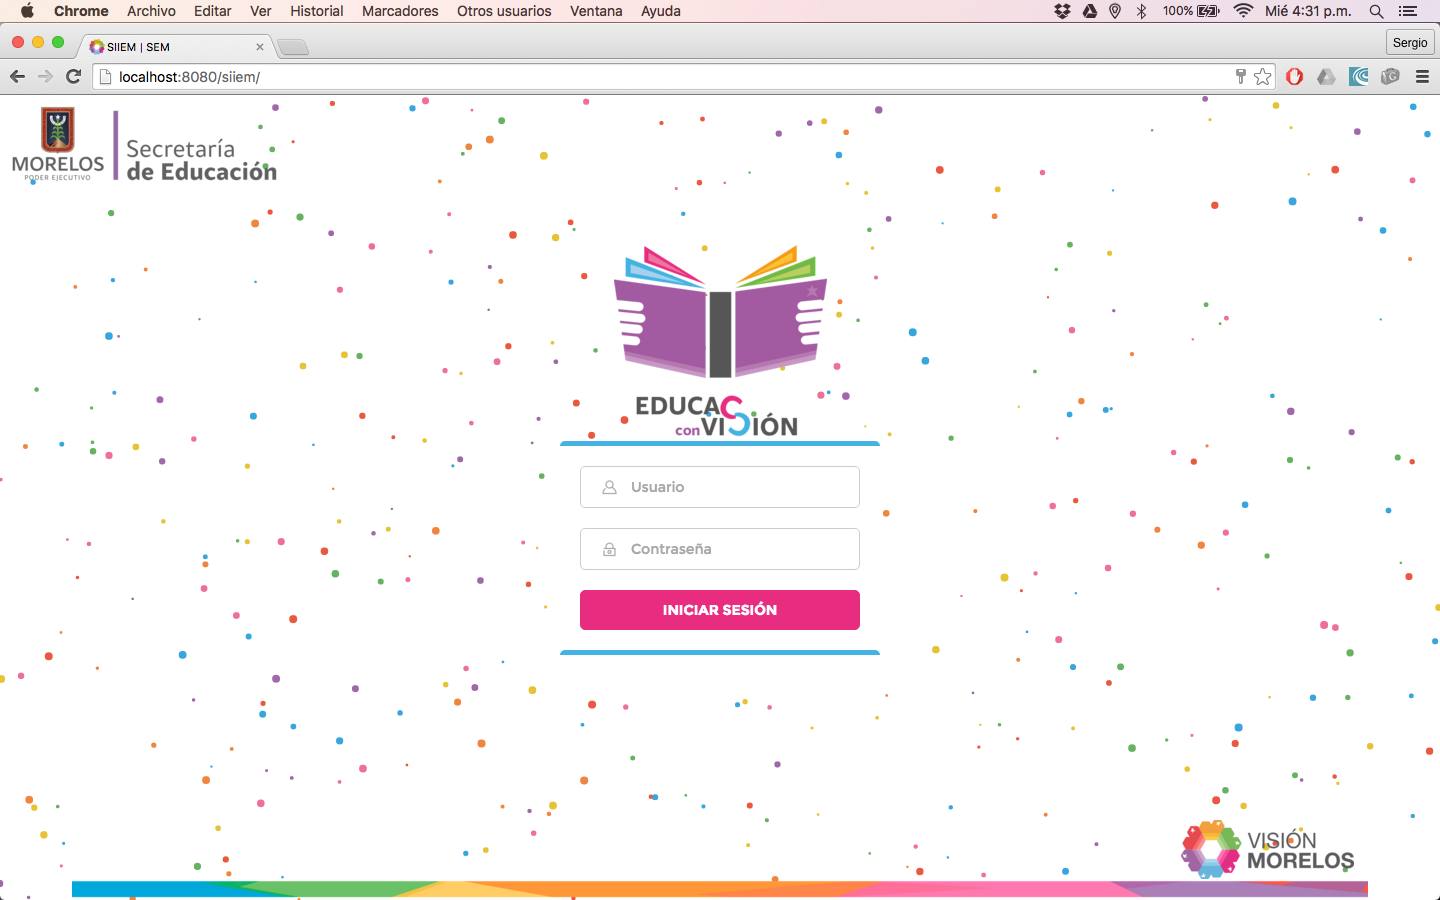 Chrome Archivo Editar Ver Historial Marcadores Otros usuarios Ventana Ayuda 100% Mié 4:31 p.m.
SIIEM | SEM
Sergio
localhost:8080/siiem/
MORELOS
PODER EJECUTIVO
Secretaría
de Educación
EDUCAC
con VISIÓN
Usuario
Contraseña
INICIAR SESIÓN
VISIÓN
MORELOS